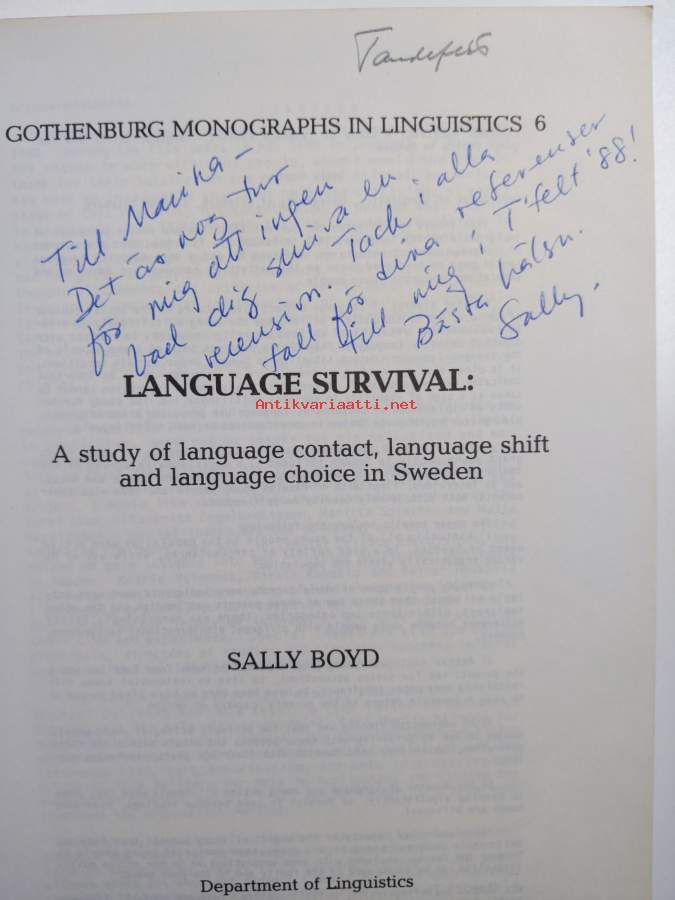 Tandefelt
GOTHENBURG MONOGRAPHS IN LINGUISTICS 6
Till Marika –
Det är nog tur
för mig att ingen
bad dig skriva en
recension. Tack i alla
fall för dina referenser
till mig i T'felt '88!
Bästa hälsn.
Sally.
LANGUAGE SURVIVAL:
Antikvariaatti.net
A study of language contact, language shift
and language choice in Sweden
SALLY BOYD
Department of Linguistics